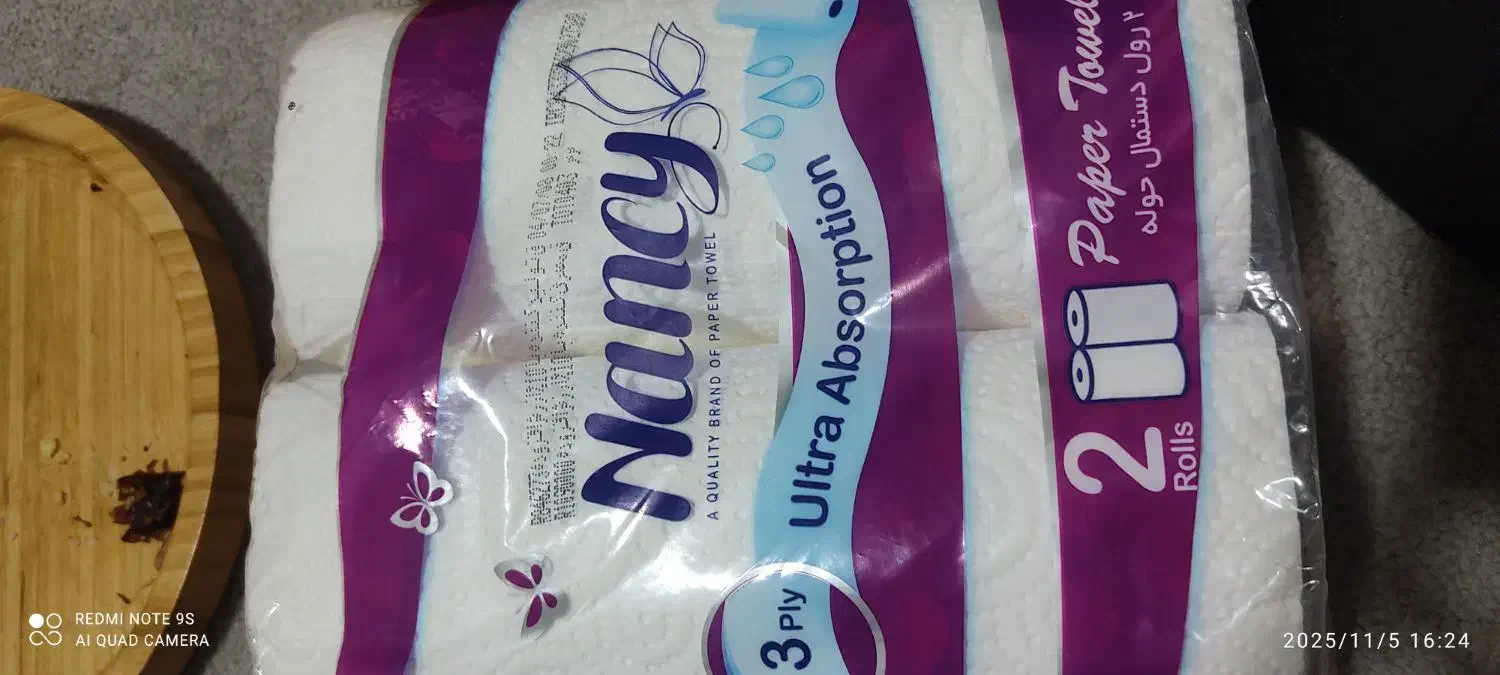 Nancy
A QUALITY BRAND OF PAPER TOWEL
Ultra Absorption
3 Ply
Paper Towel
۲ رول دستمال حوله
2
Rolls
REDMI NOTE 9S
AI QUAD CAMERA
2025/11/5 16:24